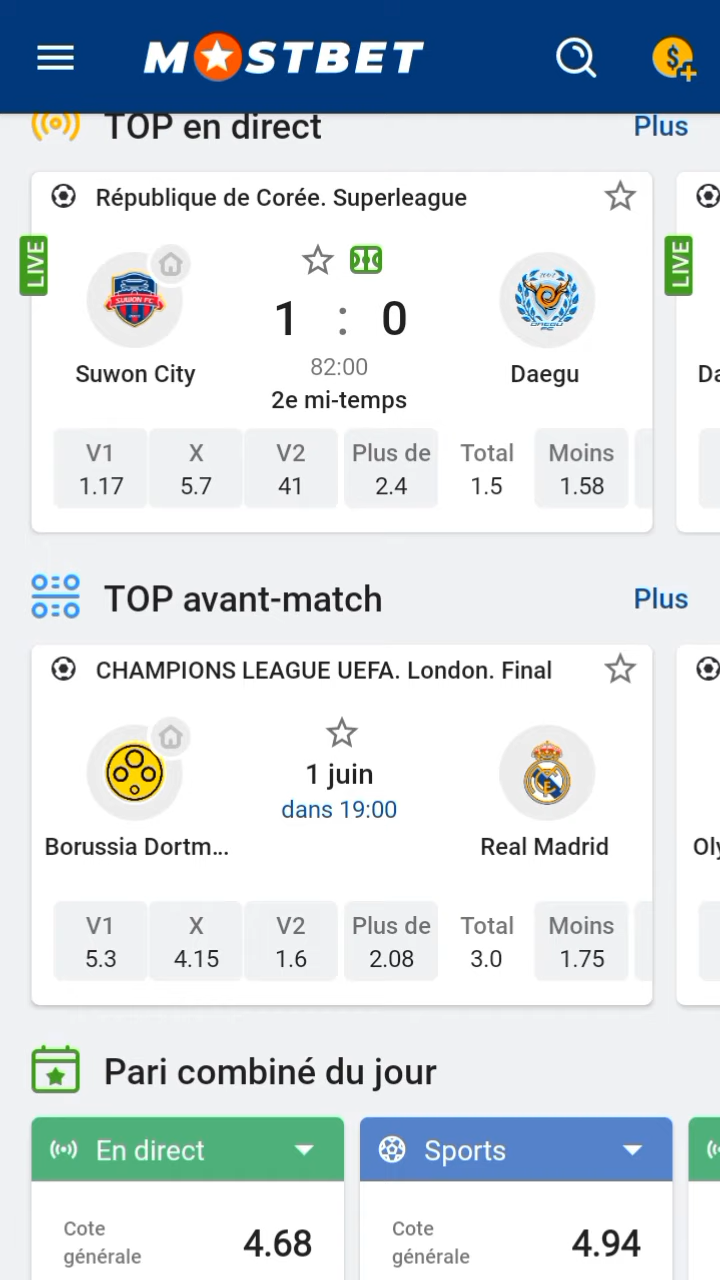 MOSTBET
TOP en direct Plus
République de Corée. Superleague
LIVE
LIVE
1 : 0
Suwon City 82:00 Daegu Da
2e mi-temps
V1 X V2 Plus de Total Moins
1.17 5.7 41 2.4 1.5 1.58
TOP avant-match Plus
CHAMPIONS LEAGUE UEFA. London. Final
1 juin
dans 19:00
Borussia Dortm... Real Madrid Oly
V1 X V2 Plus de Total Moins
5.3 4.15 1.6 2.08 3.0 1.75
Pari combiné du jour
En direct Sports
Cote générale 4.68 Cote générale 4.94